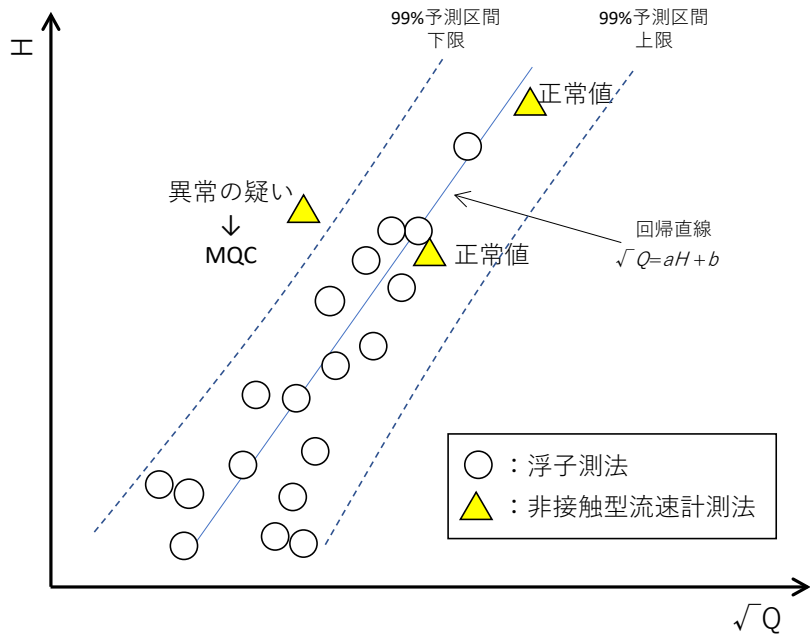 99%予測区間
下限
99%予測区間
上限
H
正常値
異常の疑い
↓
MQC
正常値
回帰直線
√Q=aH+b
○：浮子測法
△：非接触型流速計測法
√Q